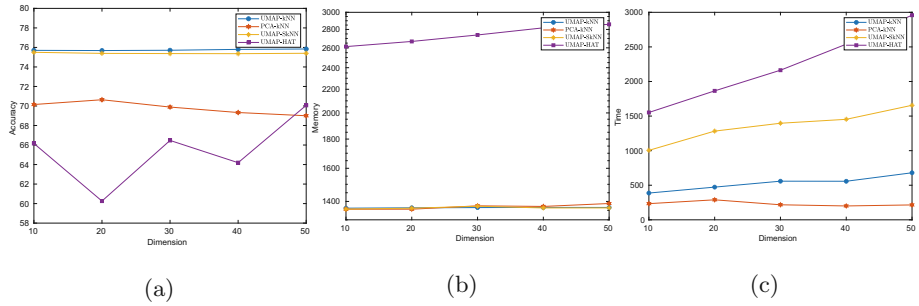 80
78
76
74
72
70
68
66
64
62
60
58
Accuracy
10
20
30
40
50
Dimension
UMAP-kNN
PCA-kNN
UMAP-SkNN
UMAP-HAT
(a)
3000
2800
2600
2400
2200
2000
1800
1600
1400
Memory
10
20
30
40
50
Dimension
UMAP-kNN
PCA-kNN
UMAP-SkNN
UMAP-HAT
(b)
3000
2500
2000
1500
1000
500
0
Time
10
20
30
40
50
Dimension
UMAP-kNN
PCA-kNN
UMAP-SkNN
UMAP-HAT
(c)